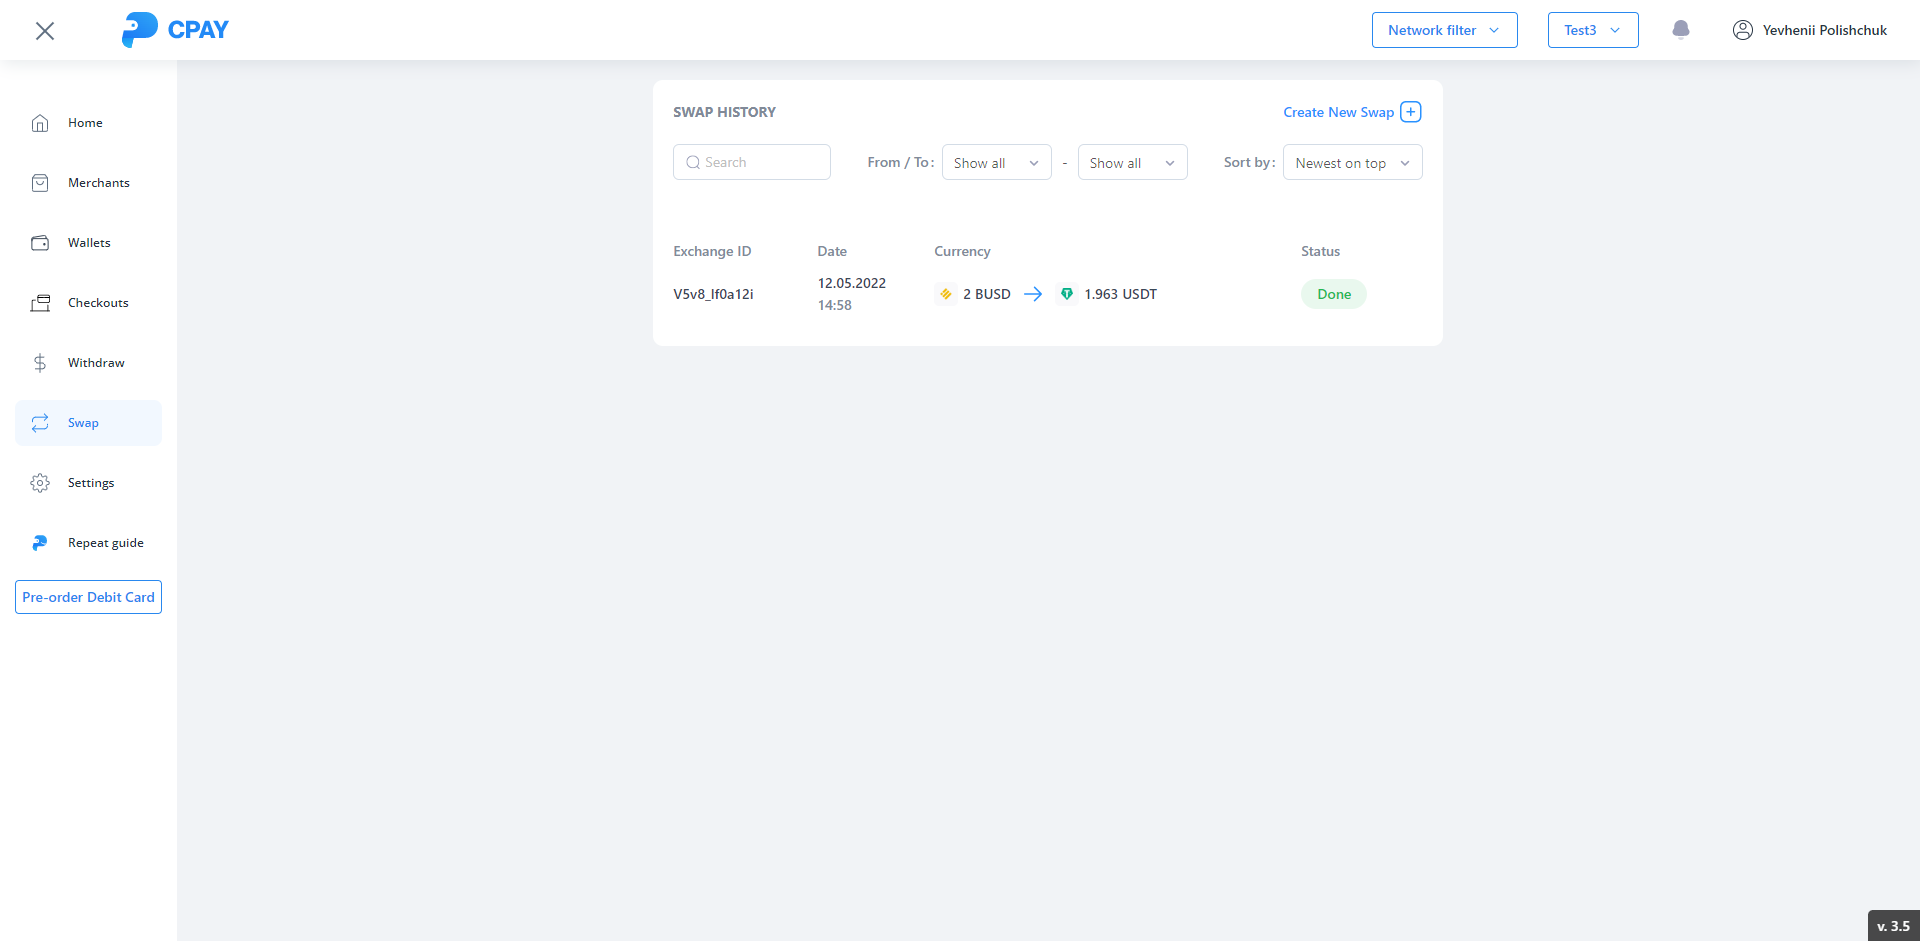 CPAY
Network filter
Test3
Yevhenii Polishchuk
Home
Merchants
Wallets
Checkouts
Withdraw
Swap
Settings
Repeat guide
Pre-order Debit Card
SWAP HISTORY
Create New Swap
Search
From / To: Show all - Show all
Sort by: Newest on top
Exchange ID Date Currency Status
V5v8_lf0a12i 12.05.2022 14:58 2 BUSD 1.963 USDT Done
v. 3.5